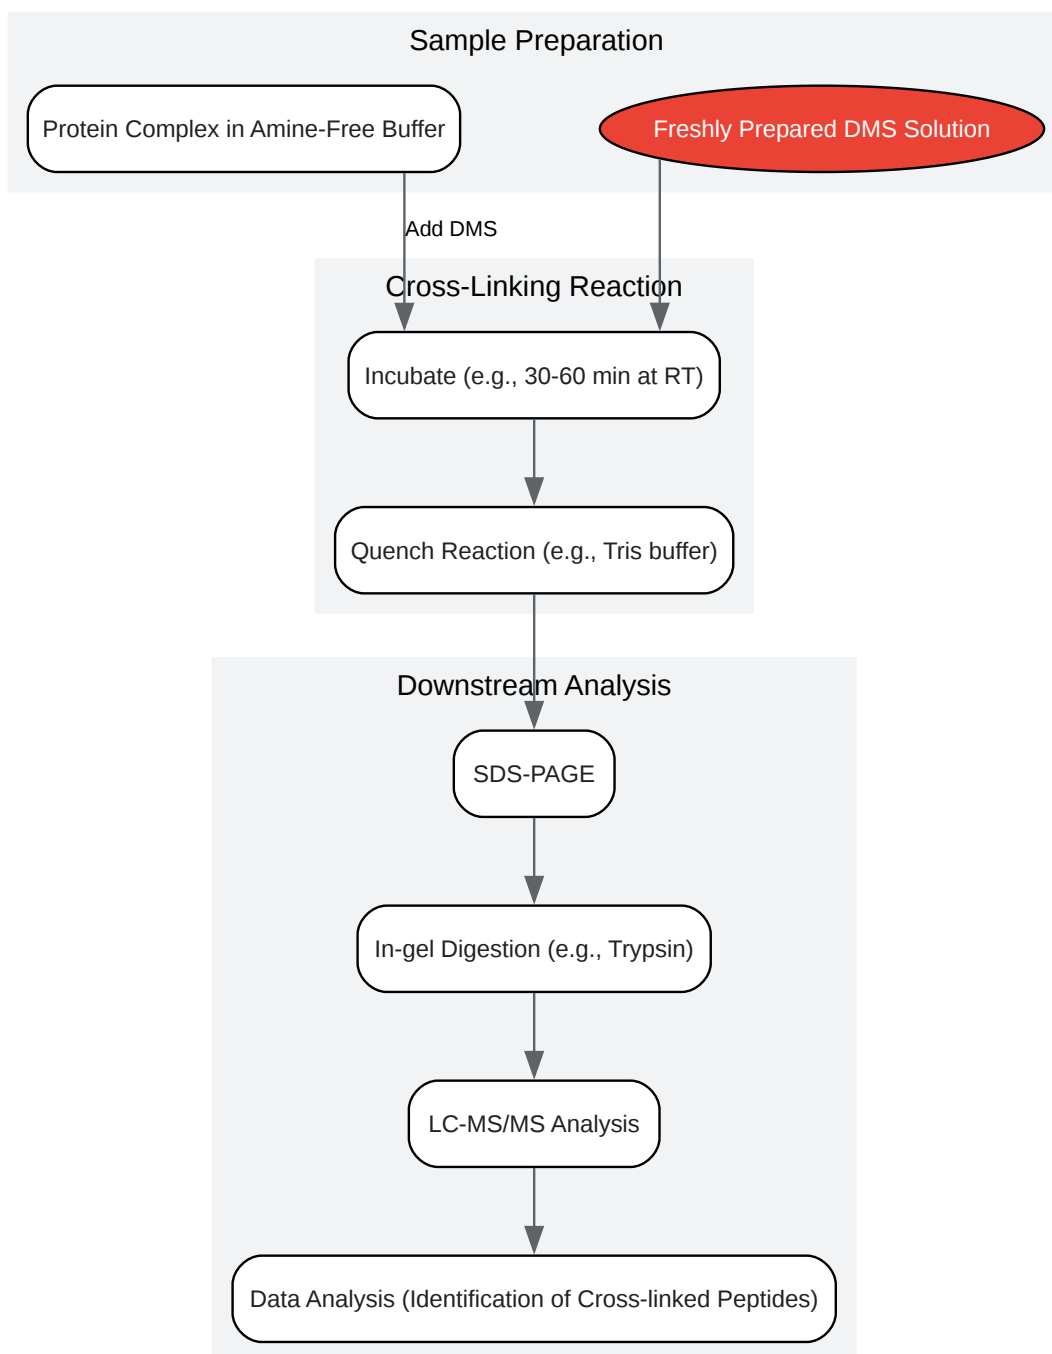 Sample Preparation
Protein Complex in Amine-Free Buffer
Freshly Prepared DMS Solution
Add DMS
Cross-Linking Reaction
Incubate (e.g., 30-60 min at RT)
Quench Reaction (e.g., Tris buffer)
Downstream Analysis
SDS-PAGE
In-gel Digestion (e.g., Trypsin)
LC-MS/MS Analysis
Data Analysis (Identification of Cross-linked Peptides)